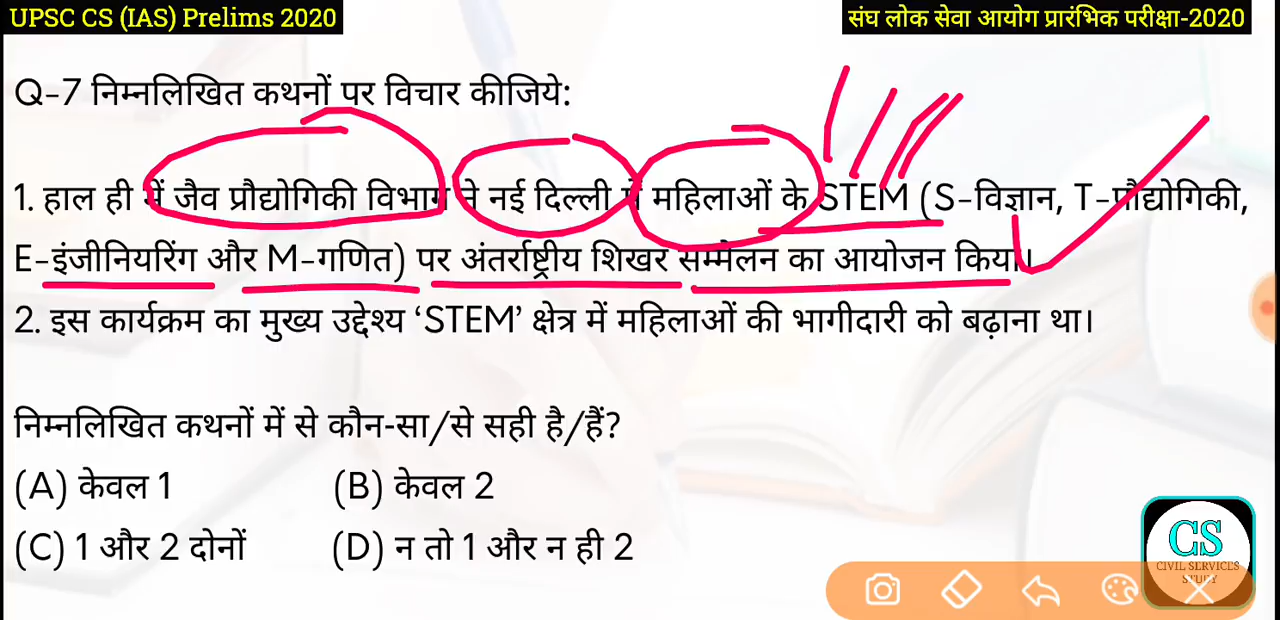 UPSC CS (IAS) Prelims 2020
संघ लोक सेवा आयोग प्रारंभिक परीक्षा-2020
Q-7 निम्नलिखित कथनों पर विचार कीजिये:
1. हाल ही में जैव प्रौद्योगिकी विभाग ने नई दिल्ली में महिलाओं के STEM (S-विज्ञान, T-प्रौद्योगिकी,
E-इंजीनियरिंग और M-गणित) पर अंतर्राष्ट्रीय शिखर सम्मेलन का आयोजन किया।
2. इस कार्यक्रम का मुख्य उद्देश्य ‘STEM’ क्षेत्र में महिलाओं की भागीदारी को बढ़ाना था।
निम्नलिखित कथनों में से कौन-सा/से सही है/हैं?
(A) केवल 1 (B) केवल 2
(C) 1 और 2 दोनों (D) न तो 1 और न ही 2
CS
CIVIL SERVICES
STUDY